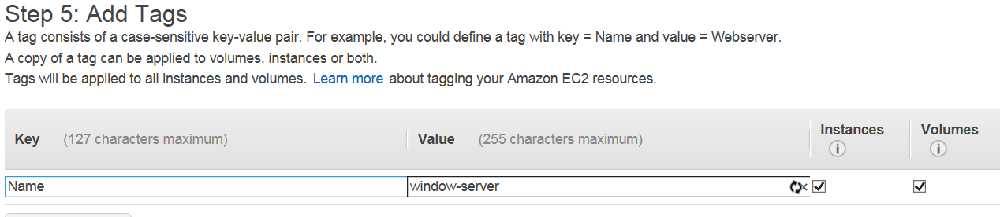 Step 5: Add Tags
A tag consists of a case-sensitive key-value pair. For example, you could define a tag with key = Name and value = Webserver.
A copy of a tag can be applied to volumes, instances or both.
Tags will be applied to all instances and volumes. Learn more about tagging your Amazon EC2 resources.
Key (127 characters maximum) Value (255 characters maximum) Instances Volumes
Name window-server